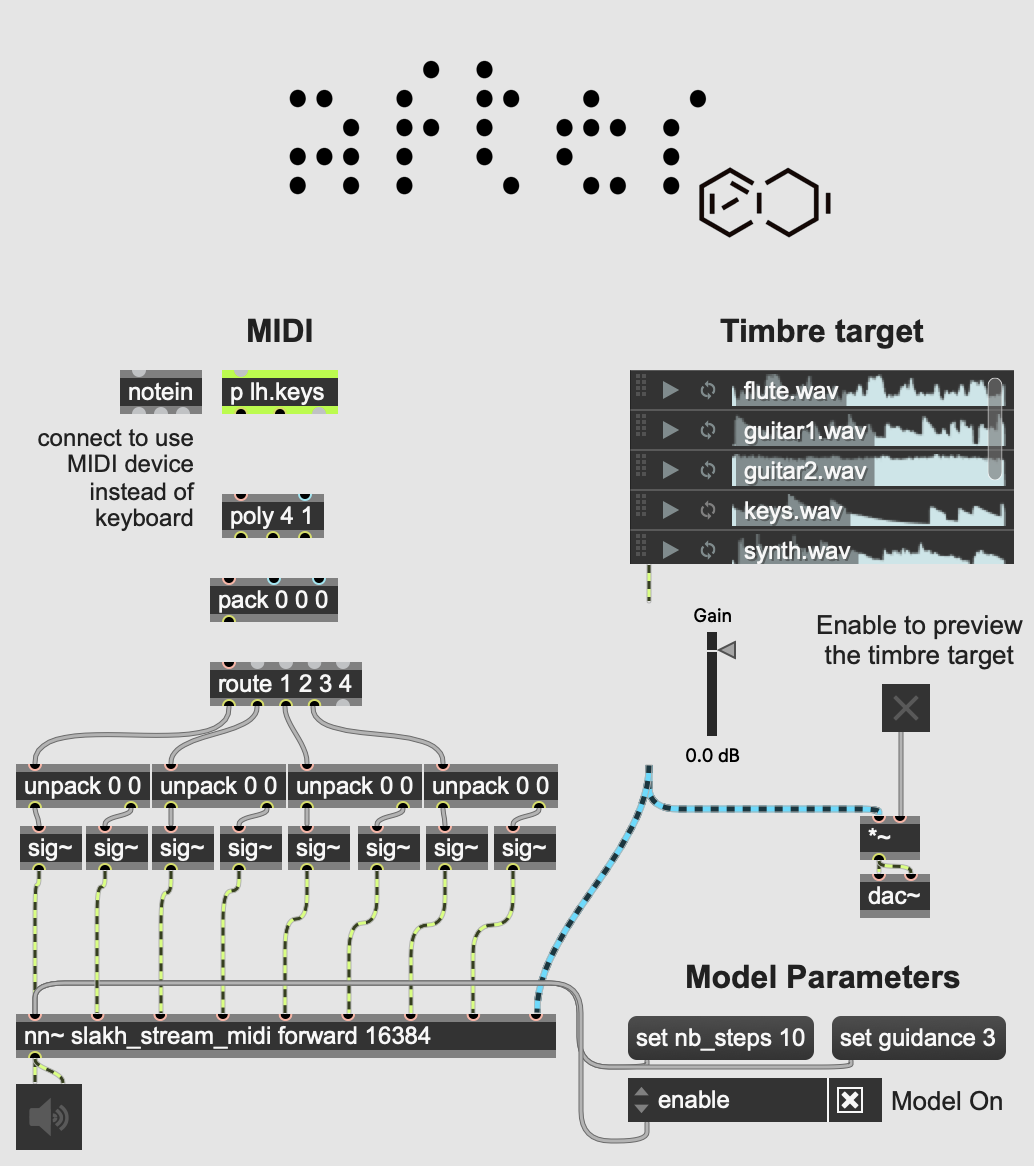 after
MIDI
notein
p lh.keys
connect to use
MIDI device
instead of
keyboard
poly 4 1
pack 0 0 0
route 1 2 3 4
unpack 0 0
unpack 0 0
unpack 0 0
unpack 0 0
sig~
sig~
sig~
sig~
sig~
sig~
sig~
sig~
nn~ slakh_stream_midi forward 16384
Timbre target
flute.wav
guitar1.wav
guitar2.wav
keys.wav
synth.wav
Gain
0.0 dB
Enable to preview
the timbre target
*~
dac~
Model Parameters
set nb_steps 10
set guidance 3
enable
Model On